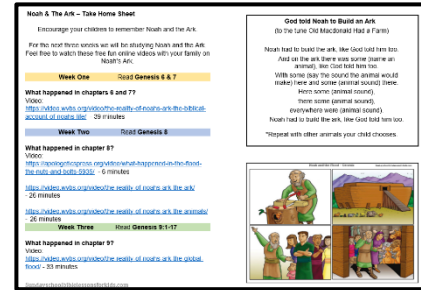 Noah & The Ark – Take Home Sheet
Encourage your children to remember Noah and the Ark
For the next three weeks we will be studying Noah and the Ark.
Feel free to watch these free fun online videos with your family on
Noah's Ark.
Week One Read Genesis 6 & 7
What happened in chapters 6 and 7?
Video:
https://video.wvbs.org/video/the-reality-of-noahs-ark-the-biblical-
account-of-noahs-life/ - 39 minutes
Week Two Read Genesis 8
What happened in chapter 8?
Video:
https://apologeticspress.org/video/what-happened-in-the-flood-
the-nuts-and-bolts-5935/ - 6 minutes
https://video.wvbs.org/video/the-reality-of-noahs-ark-the-ark/
- 26 minutes
https://video.wvbs.org/video/the-reality-of-noahs-ark-the-animals/
- 26 minutes
Week Three Read Genesis 9:1-17
What happened in chapter 9?
Video:
https://video.wvbs.org/video/the-reality-of-noahs-ark-the-global-
flood/ - 33 minutes
God told Noah to Build an Ark
(to the tune Old Macdonald Had a Farm)
Noah had to build the ark, like God told him too.
And on the ark there was some (name an
animal), like God told him too.
With some (say the sound the animal would
make) here and some (animal sound) there.
Here some (animal sound),
there some (animal sound),
everywhere were (animal sound).
Noah had to build the ark, like God told him too.
*Repeat with other animals your child chooses.